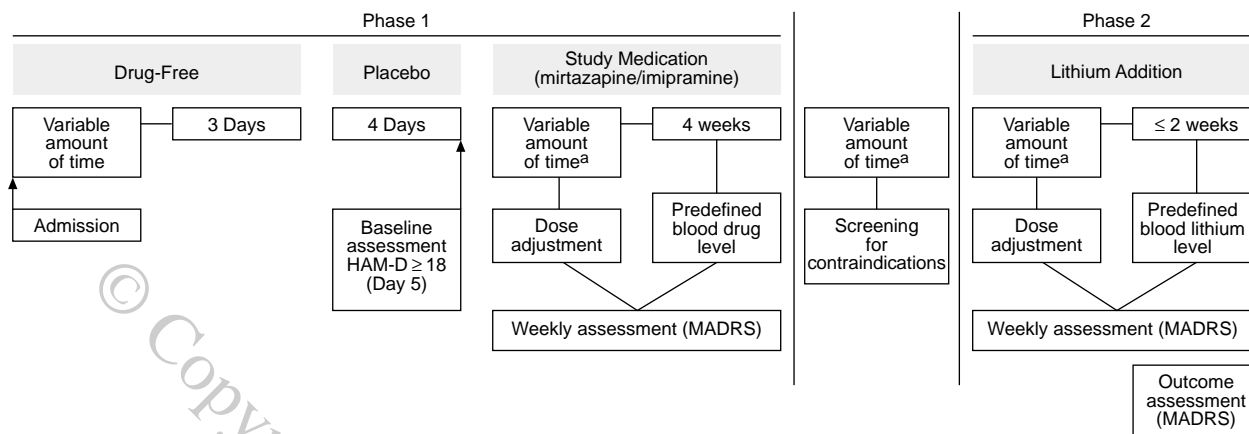 Phase 1
Phase 2
Drug-Free
Placebo
Study Medication
(mirtazapine/imipramine)
Lithium Addition
Variable
amount
of time
3 Days
4 Days
Variable
amount
of timeᵃ
4 weeks
Variable
amount
of timeᵃ
Variable
amount
of timeᵃ
≤ 2 weeks
Admission
Baseline
assessment
HAM-D ≥ 18
(Day 5)
Dose
adjustment
Predefined
blood drug
level
Screening
for
contraindications
Dose
adjustment
Predefined
blood lithium
level
Weekly assessment (MADRS)
Weekly assessment (MADRS)
Outcome
assessment
(MADRS)